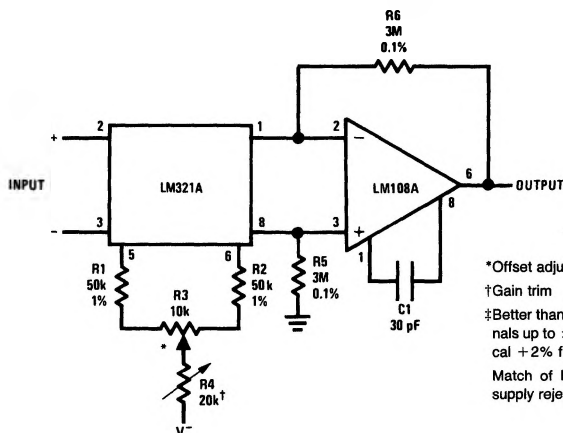 R6
3M
0.1%
2
1
2
+
−
6
INPUT
LM321A
LM108A
OUTPUT
8
3
8
3
−
+
5
6
1
R1
50k
1%
R2
50k
1%
R5
3M
0.1%
R3
10k
*
C1
30 pF
R4
20k†
V−
*Offset adju
†Gain trim
‡Better than
nals up to
cal +2% f
Match of
supply reje